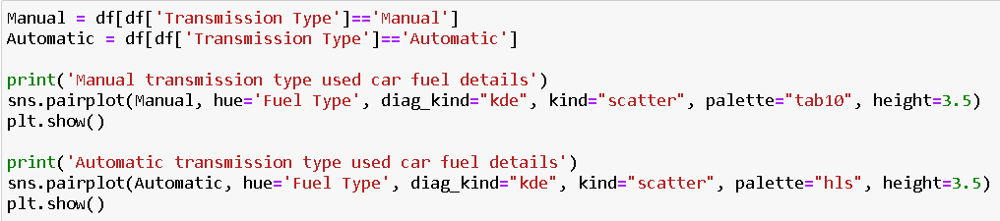 Manual = df[df['Transmission Type']=='Manual']
Automatic = df[df['Transmission Type']=='Automatic']
print('Manual transmission type used car fuel details')
sns.pairplot(Manual, hue='Fuel Type', diag_kind="kde", kind="scatter", palette="tab10", height=3.5)
plt.show()
print('Automatic transmission type used car fuel details')
sns.pairplot(Automatic, hue='Fuel Type', diag_kind="kde", kind="scatter", palette="hls", height=3.5)
plt.show()